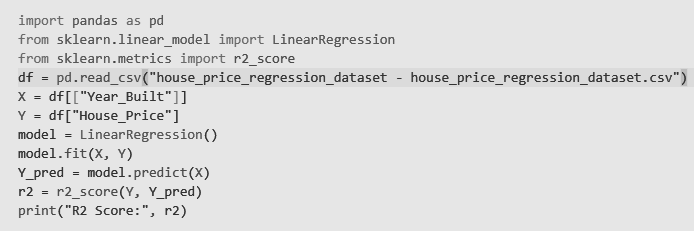 import pandas as pd
from sklearn.linear_model import LinearRegression
from sklearn.metrics import r2_score
df = pd.read_csv("house_price_regression_dataset - house_price_regression_dataset.csv")
X = df[["Year_Built"]]
Y = df["House_Price"]
model = LinearRegression()
model.fit(X, Y)
Y_pred = model.predict(X)
r2 = r2_score(Y, Y_pred)
print("R2 Score:", r2)